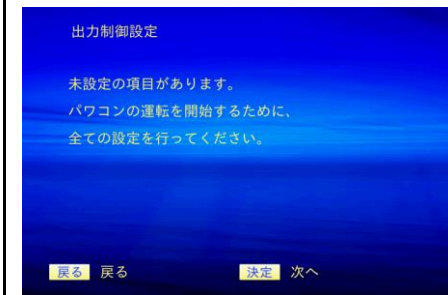 出力制御設定
未設定の項目があります。
パワコンの運転を開始するために、
全ての設定を行ってください。
戻る 戻る 決定 次へ